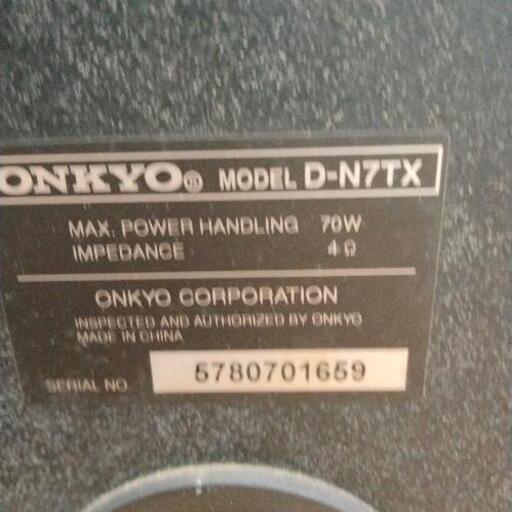 ONKYO® MODEL D-N7TX
MAX. POWER HANDLING 70W
IMPEDANCE 4 Ω
ONKYO CORPORATION
INSPECTED AND AUTHORIZED BY ONKYO
MADE IN CHINA
SERIAL NO. 5780701659